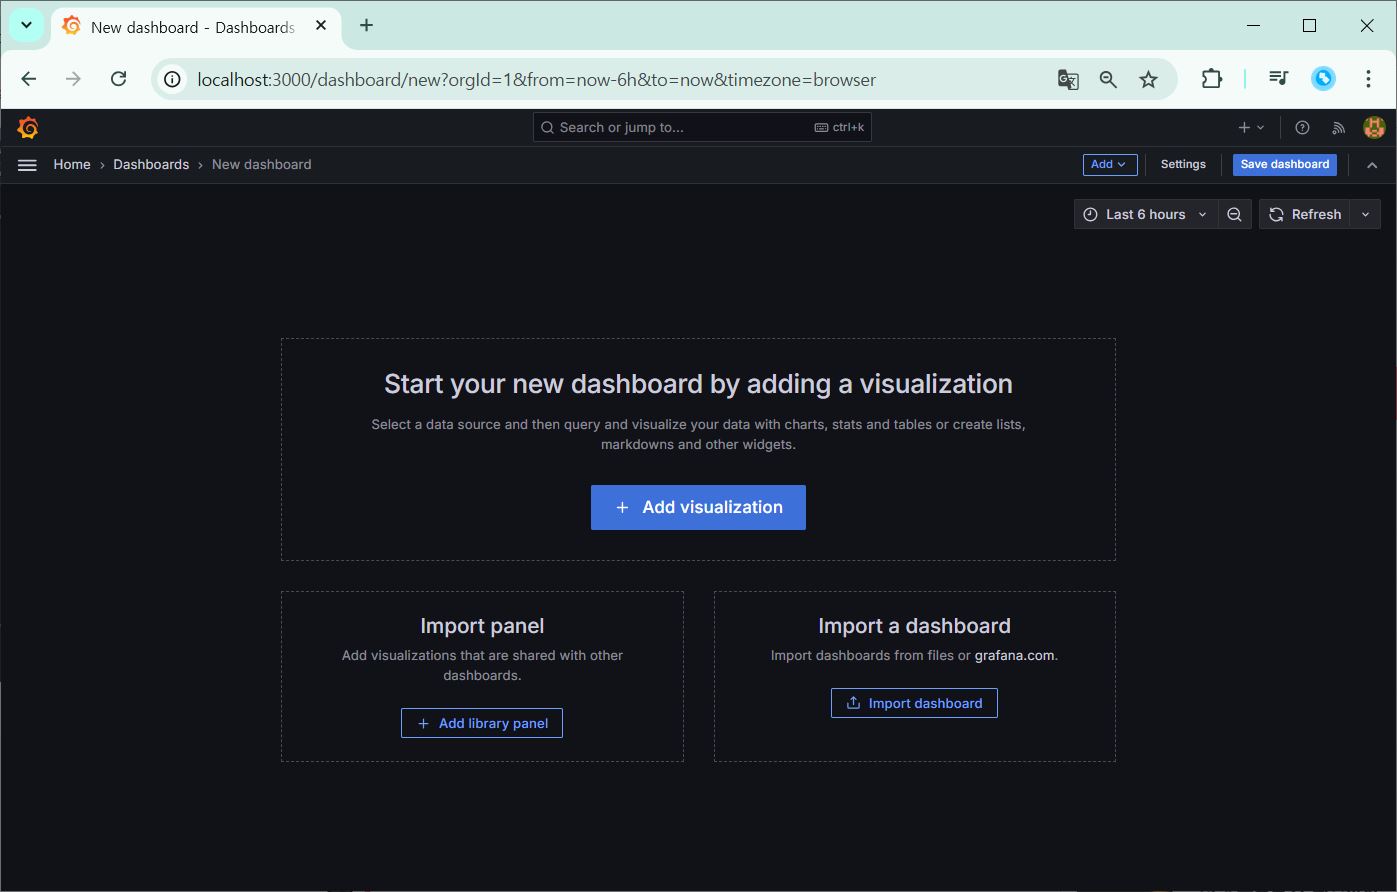 New dashboard - Dashboards
localhost:3000/dashboard/new?orgId=1&from=now-6h&to=now&timezone=browser
Search or jump to... ctrl+k
Home › Dashboards › New dashboard
Add Settings Save dashboard
Last 6 hours Refresh
Start your new dashboard by adding a visualization
Select a data source and then query and visualize your data with charts, stats and tables or create lists,
markdowns and other widgets.
+ Add visualization
Import panel
Add visualizations that are shared with other
dashboards.
+ Add library panel
Import a dashboard
Import dashboards from files or grafana.com.
Import dashboard